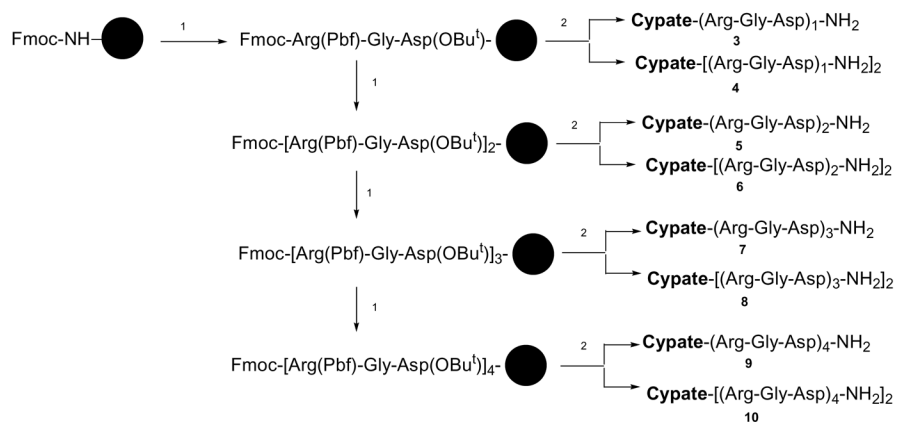 Fmoc-NH- 1 Fmoc-Arg(Pbf)-Gly-Asp(OBuᵗ)- 2 Cypate-(Arg-Gly-Asp)₁-NH₂
3
Cypate-[(Arg-Gly-Asp)₁-NH₂]₂
4
1
Fmoc-[Arg(Pbf)-Gly-Asp(OBuᵗ)]₂- 2 Cypate-(Arg-Gly-Asp)₂-NH₂
5
Cypate-[(Arg-Gly-Asp)₂-NH₂]₂
6
1
Fmoc-[Arg(Pbf)-Gly-Asp(OBuᵗ)]₃- 2 Cypate-(Arg-Gly-Asp)₃-NH₂
7
Cypate-[(Arg-Gly-Asp)₃-NH₂]₂
8
1
Fmoc-[Arg(Pbf)-Gly-Asp(OBuᵗ)]₄- 2 Cypate-(Arg-Gly-Asp)₄-NH₂
9
Cypate-[(Arg-Gly-Asp)₄-NH₂]₂
10